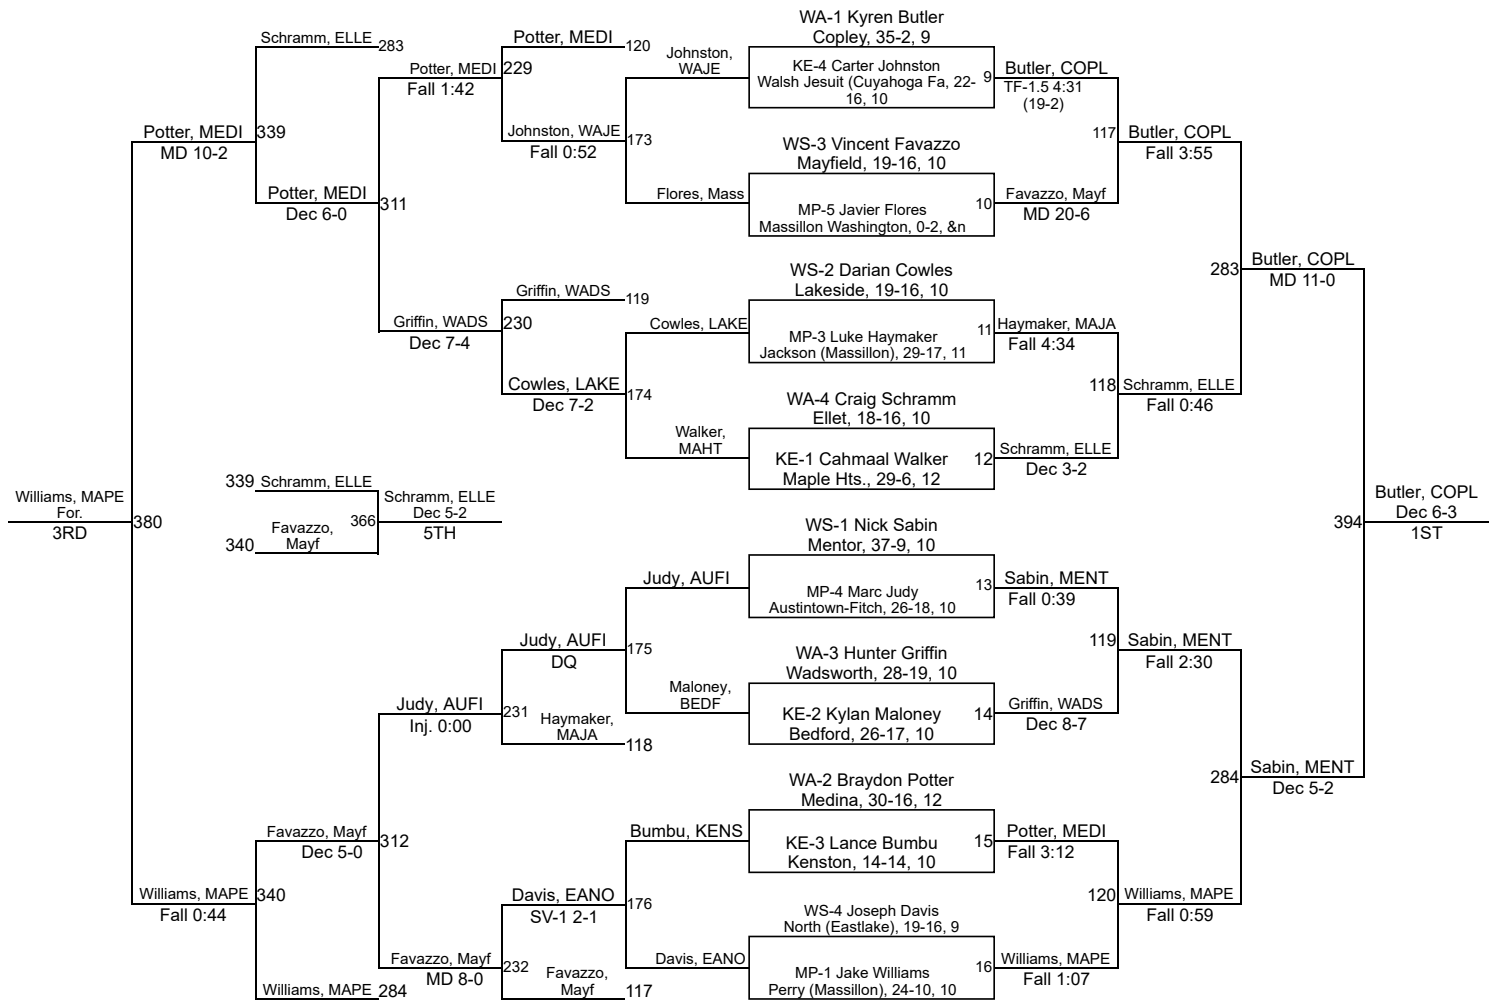 WA-1 Kyren Butler
Copley, 35-2, 9
Schramm, ELLE
283
Potter, MEDI
120
Johnston,
WAJE
KE-4 Carter Johnston
Walsh Jesuit (Cuyahoga Fa, 22-
16, 10
9
Butler, COPL
TF-1.5 4:31
(19-2)
Potter, MEDI
229
Fall 1:42
Potter, MEDI
339
MD 10-2
Johnston, WAJE
173
Fall 0:52
117
Butler, COPL
Fall 3:55
WS-3 Vincent Favazzo
Mayfield, 19-16, 10
Potter, MEDI
311
Dec 6-0
Flores, Mass
MP-5 Javier Flores
Massillon Washington, 0-2, &n
10
Favazzo, Mayf
MD 20-6
283
Butler, COPL
MD 11-0
WS-2 Darian Cowles
Lakeside, 19-16, 10
Griffin, WADS
119
Griffin, WADS
230
Dec 7-4
Cowles, LAKE
MP-3 Luke Haymaker
Jackson (Massillon), 29-17, 11
11
Haymaker, MAJA
Fall 4:34
Cowles, LAKE
174
Dec 7-2
118
Schramm, ELLE
Fall 0:46
WA-4 Craig Schramm
Ellet, 18-16, 10
Walker,
MAHT
KE-1 Cahmaal Walker
Maple Hts., 29-6, 12
12
Schramm, ELLE
Dec 3-2
339
Schramm, ELLE
Williams, MAPE
For.
3RD
380
340
Favazzo,
Mayf
366
Schramm, ELLE
Dec 5-2
5TH
394
Butler, COPL
Dec 6-3
1ST
WS-1 Nick Sabin
Mentor, 37-9, 10
Judy, AUFI
MP-4 Marc Judy
Austintown-Fitch, 26-18, 10
13
Sabin, MENT
Fall 0:39
Judy, AUFI
175
DQ
119
Sabin, MENT
Fall 2:30
WA-3 Hunter Griffin
Wadsworth, 28-19, 10
Judy, AUFI
231
Inj. 0:00
Maloney,
BEDF
KE-2 Kylan Maloney
Bedford, 26-17, 10
14
Griffin, WADS
Dec 8-7
Haymaker,
MAJA
118
284
Sabin, MENT
Dec 5-2
WA-2 Braydon Potter
Medina, 30-16, 12
Favazzo, Mayf
312
Dec 5-0
Bumbu, KENS
KE-3 Lance Bumbu
Kenston, 14-14, 10
15
Potter, MEDI
Fall 3:12
Williams, MAPE
340
Fall 0:44
Davis, EANO
176
SV-1 2-1
120
Williams, MAPE
Fall 0:59
WS-4 Joseph Davis
North (Eastlake), 19-16, 9
Favazzo, Mayf
232
MD 8-0
Davis, EANO
MP-1 Jake Williams
Perry (Massillon), 24-10, 10
16
Williams, MAPE
Fall 1:07
Williams, MAPE
284
Favazzo,
Mayf
117